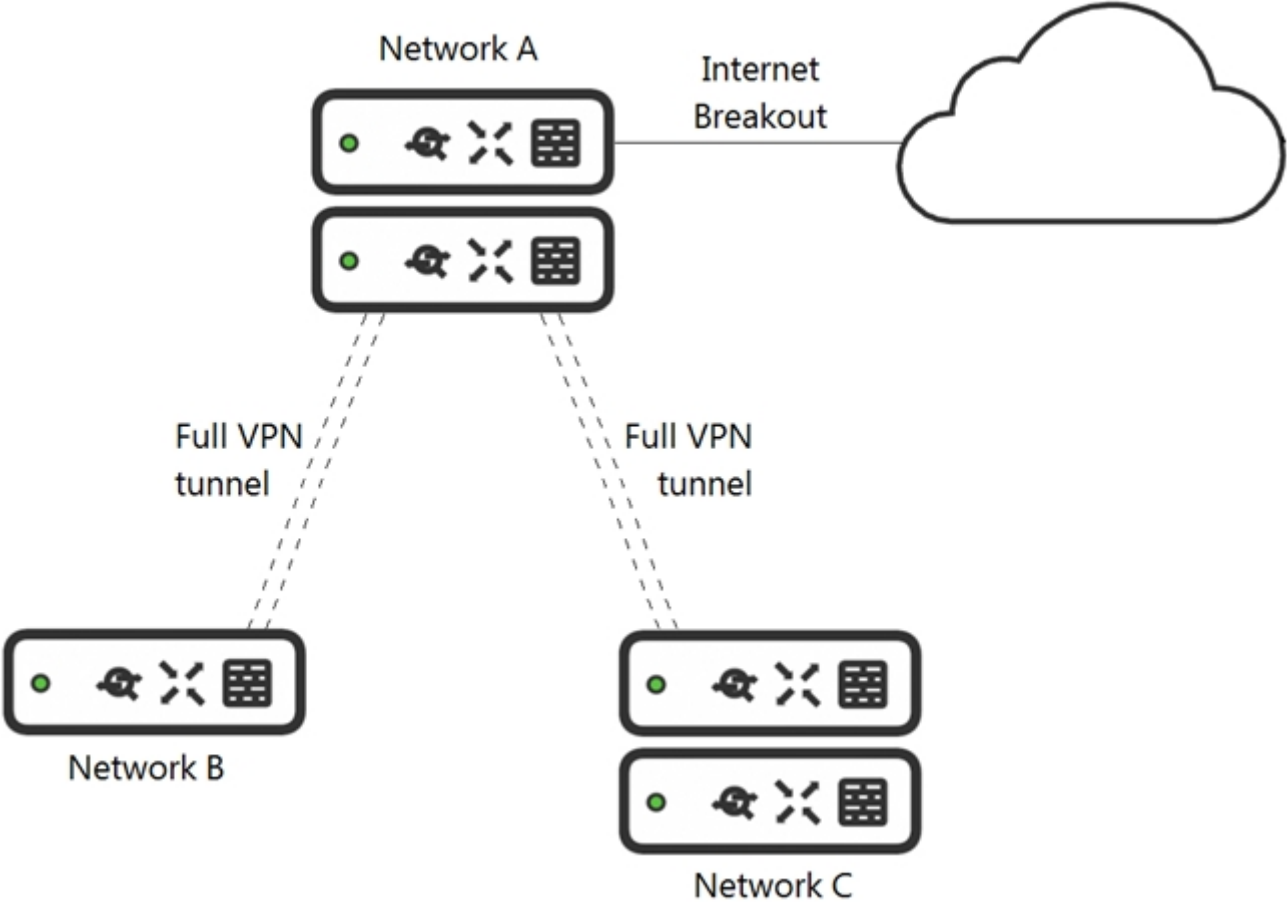 Network A
Internet
Breakout
Full VPN
tunnel
Full VPN
tunnel
Network B
Network C